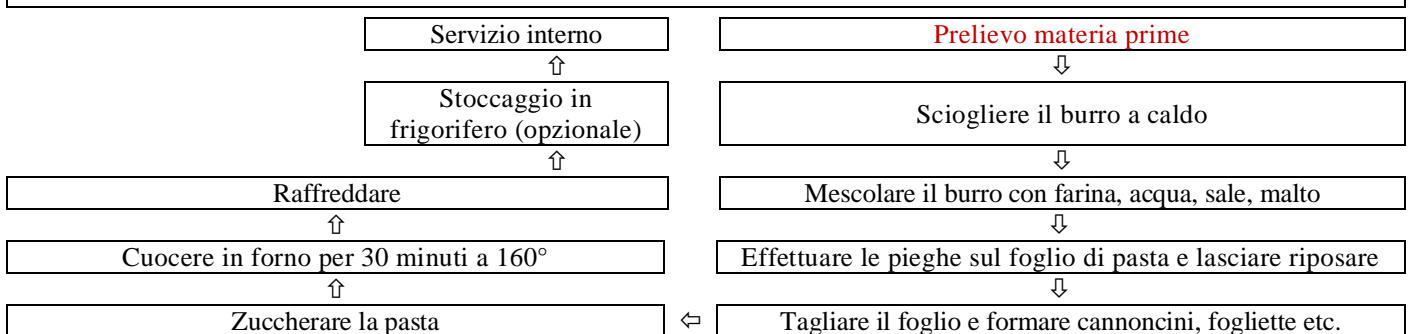 Servizio interno
Prelievo materia prime
⇧
⇩
Stoccaggio in
frigorifero (opzionale)
Sciogliere il burro a caldo
⇧
⇩
Raffreddare
Mescolare il burro con farina, acqua, sale, malto
⇧
⇩
Cuocere in forno per 30 minuti a 160°
Effettuare le pieghe sul foglio di pasta e lasciare riposare
⇧
⇩
Zuccherare la pasta
⇦
Tagliare il foglio e formare cannoncini, fogliette etc.